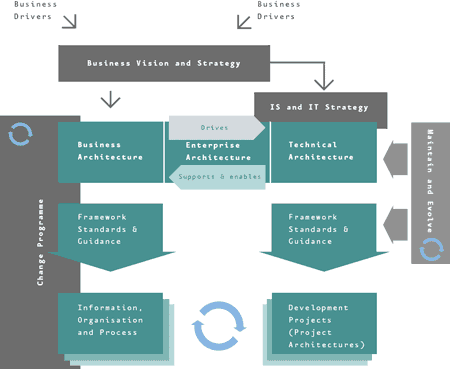 Business
Drivers
Business
Drivers
Business Vision and Strategy
IS and IT Strategy
Drives
Business
Architecture
Enterprise
Architecture
Technical
Architecture
Supports & enables
Framework
Standards &
Guidance
Framework
Standards &
Guidance
Change Programme
Maintain and Evolve
Information,
Organisation
and Process
Development
Projects
(Project
Architectures)